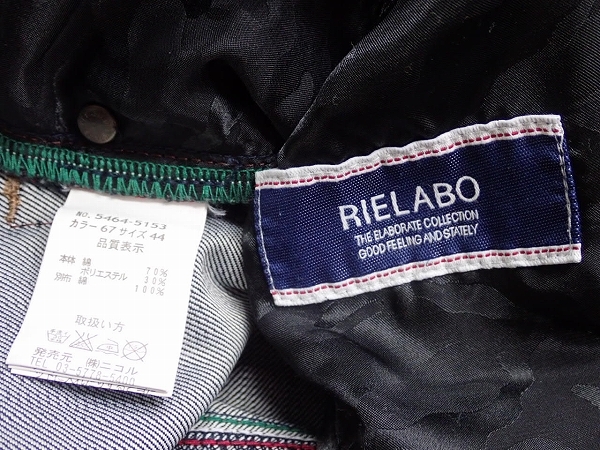 NO. 5464-5153
カラー 67 サイズ 44
品質表示
本体 綿 70%
ポリエステル 30%
別布 綿 100%
取扱い方
発売元 ㈱ニコル
RIELABO
THE ELABORATE COLLECTION
GOOD FEELING AND STATELY